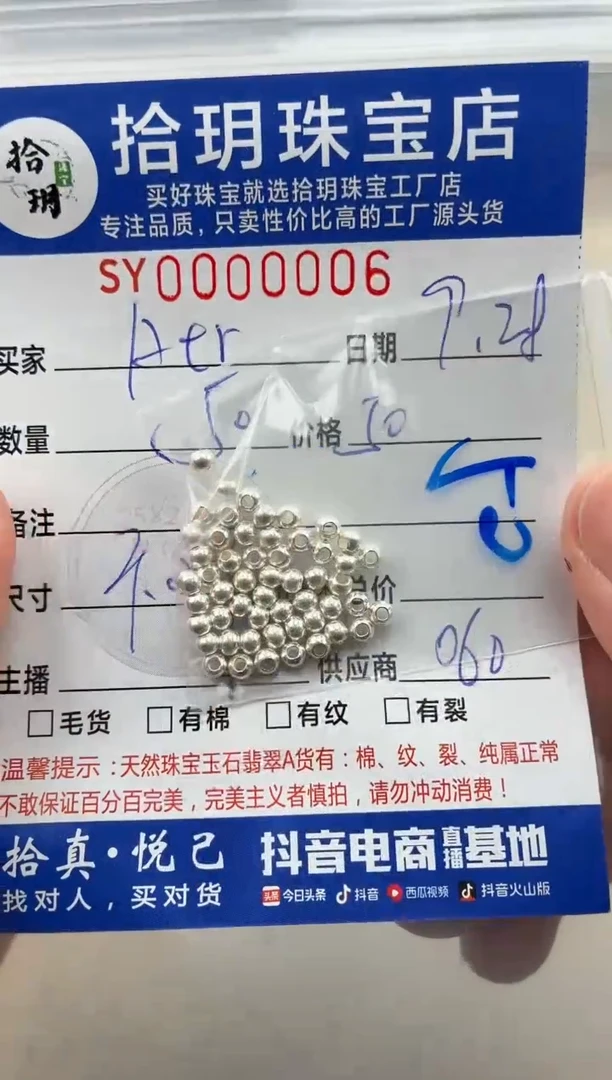 拾玥珠宝店
拾玥
买好珠宝就选拾玥珠宝工厂店
专注品质，只卖性价比高的工厂源头货
SY0000006
买家 Aer 日期 9.21
数量 50 价格 50
备注
尺寸 总价
主播 供应商 060
□毛货 □有棉 □有纹 □有裂
温馨提示：天然珠宝玉石翡翠A货有：棉、纹、裂、纯属正常
不敢保证百分百完美，完美主义者慎拍，请勿冲动消费！
拾真·悦己 抖音电商直播基地
找对人，买对货 头条 今日头条 抖音 西瓜视频 抖音火山版